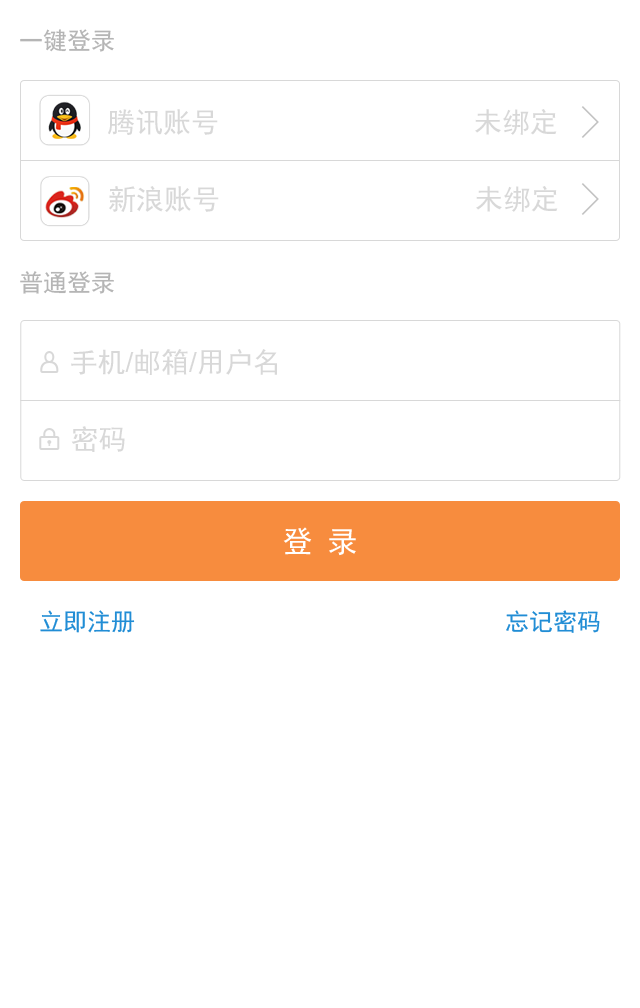 一键登录
腾讯账号 未绑定
新浪账号 未绑定
普通登录
手机/邮箱/用户名
密码
登 录
立即注册 忘记密码